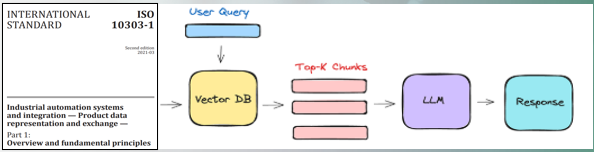 INTERNATIONAL ISO
STANDARD 10303-1
Second edition
2021-03
Industrial automation systems
and integration — Product data
representation and exchange —
Part 1:
Overview and fundamental principles
User Query
Vector DB
Top-K Chunks
LLM
Response